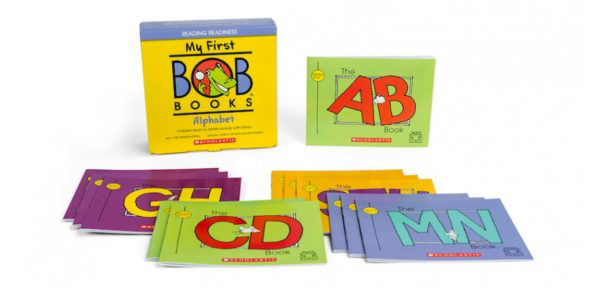 READING READINESS
My First
BOB
BOOKS
Alphabet
SCHOLASTIC
The
AB
Book
SCHOLASTIC
GH
The
CD
Book
SCHOLASTIC
The
MN
Book
SCHOLASTIC